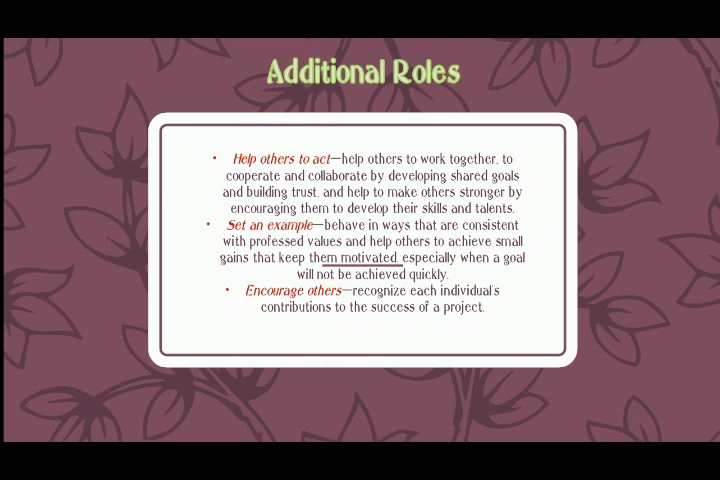 Additional Roles
• Help others to act—help others to work together, to
cooperate and collaborate by developing shared goals
and building trust, and help to make others stronger by
encouraging them to develop their skills and talents.
• Set an example—behave in ways that are consistent
with professed values and help others to achieve small
gains that keep them motivated, especially when a goal
will not be achieved quickly.
• Encourage others—recognize each individual's
contributions to the success of a project.